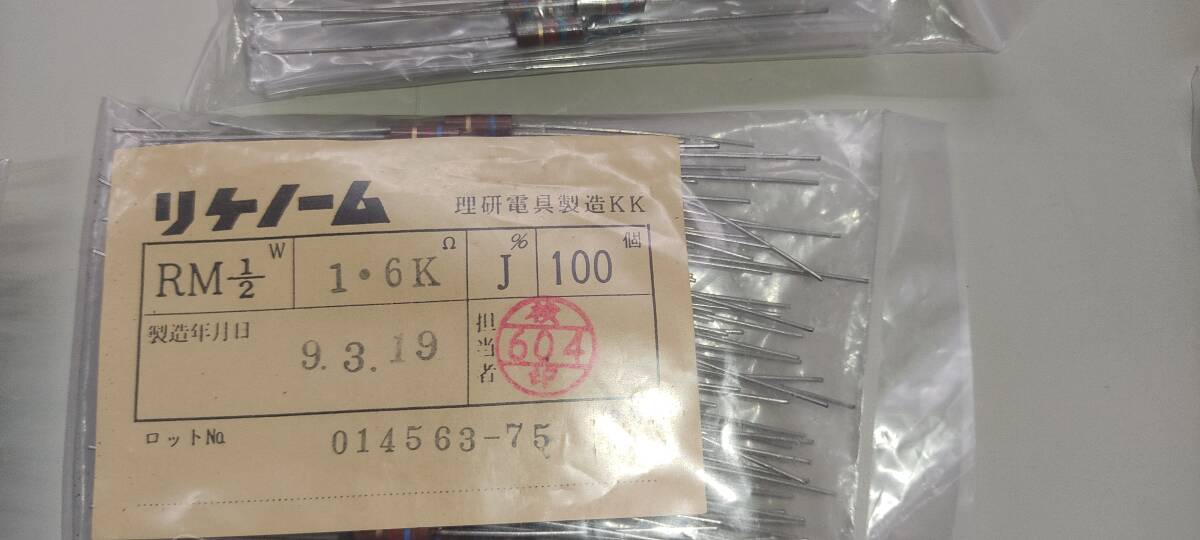 リケノーム
理研電具製造KK
RM 1/2 W
1・6K Ω
J %
100 個
製造年月日
9.3.19
担当者
検
604
印
ロットNo.
014563-75